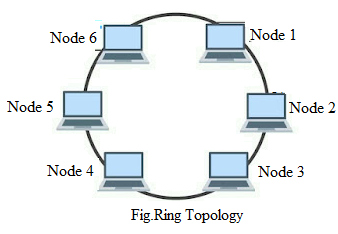 Node 6
Node 1
Node 5
Node 2
Node 4
Node 3
Fig.Ring Topology